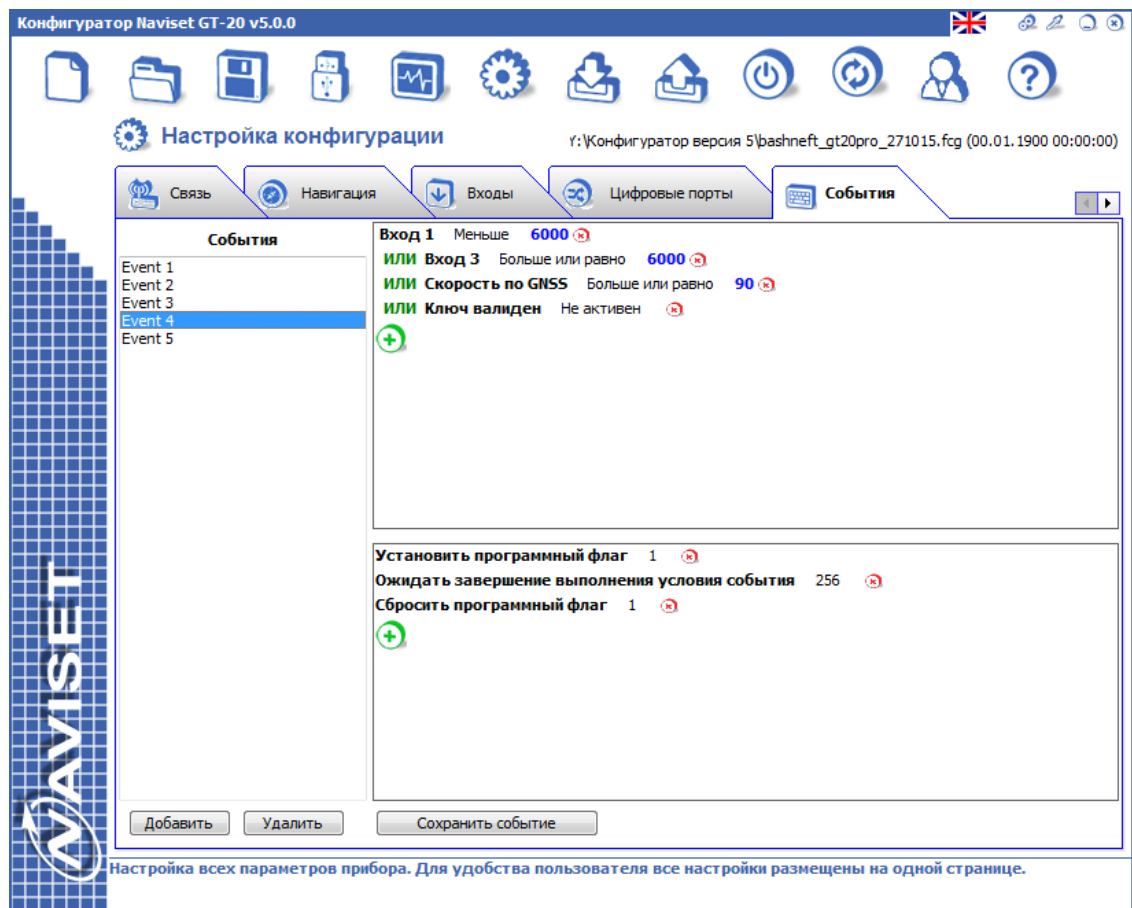 Конфигуратор Naviset GT-20 v5.0.0
Настройка конфигурации
Y:\Конфигуратор версия 5\bashneft_gt20pro_271015.fcg (00.01.1900 00:00:00)
Связь
Навигация
Входы
Цифровые порты
События
События
Event 1
Event 2
Event 3
Event 4
Event 5
Вход 1 Меньше 6000
ИЛИ Вход 3 Больше или равно 6000
ИЛИ Скорость по GNSS Больше или равно 90
ИЛИ Ключ валиден Не активен
Установить программный флаг 1
Ожидать завершение выполнения условия события 256
Сбросить программный флаг 1
Добавить
Удалить
Сохранить событие
NAVISET
Настройка всех параметров прибора. Для удобства пользователя все настройки размещены на одной странице.